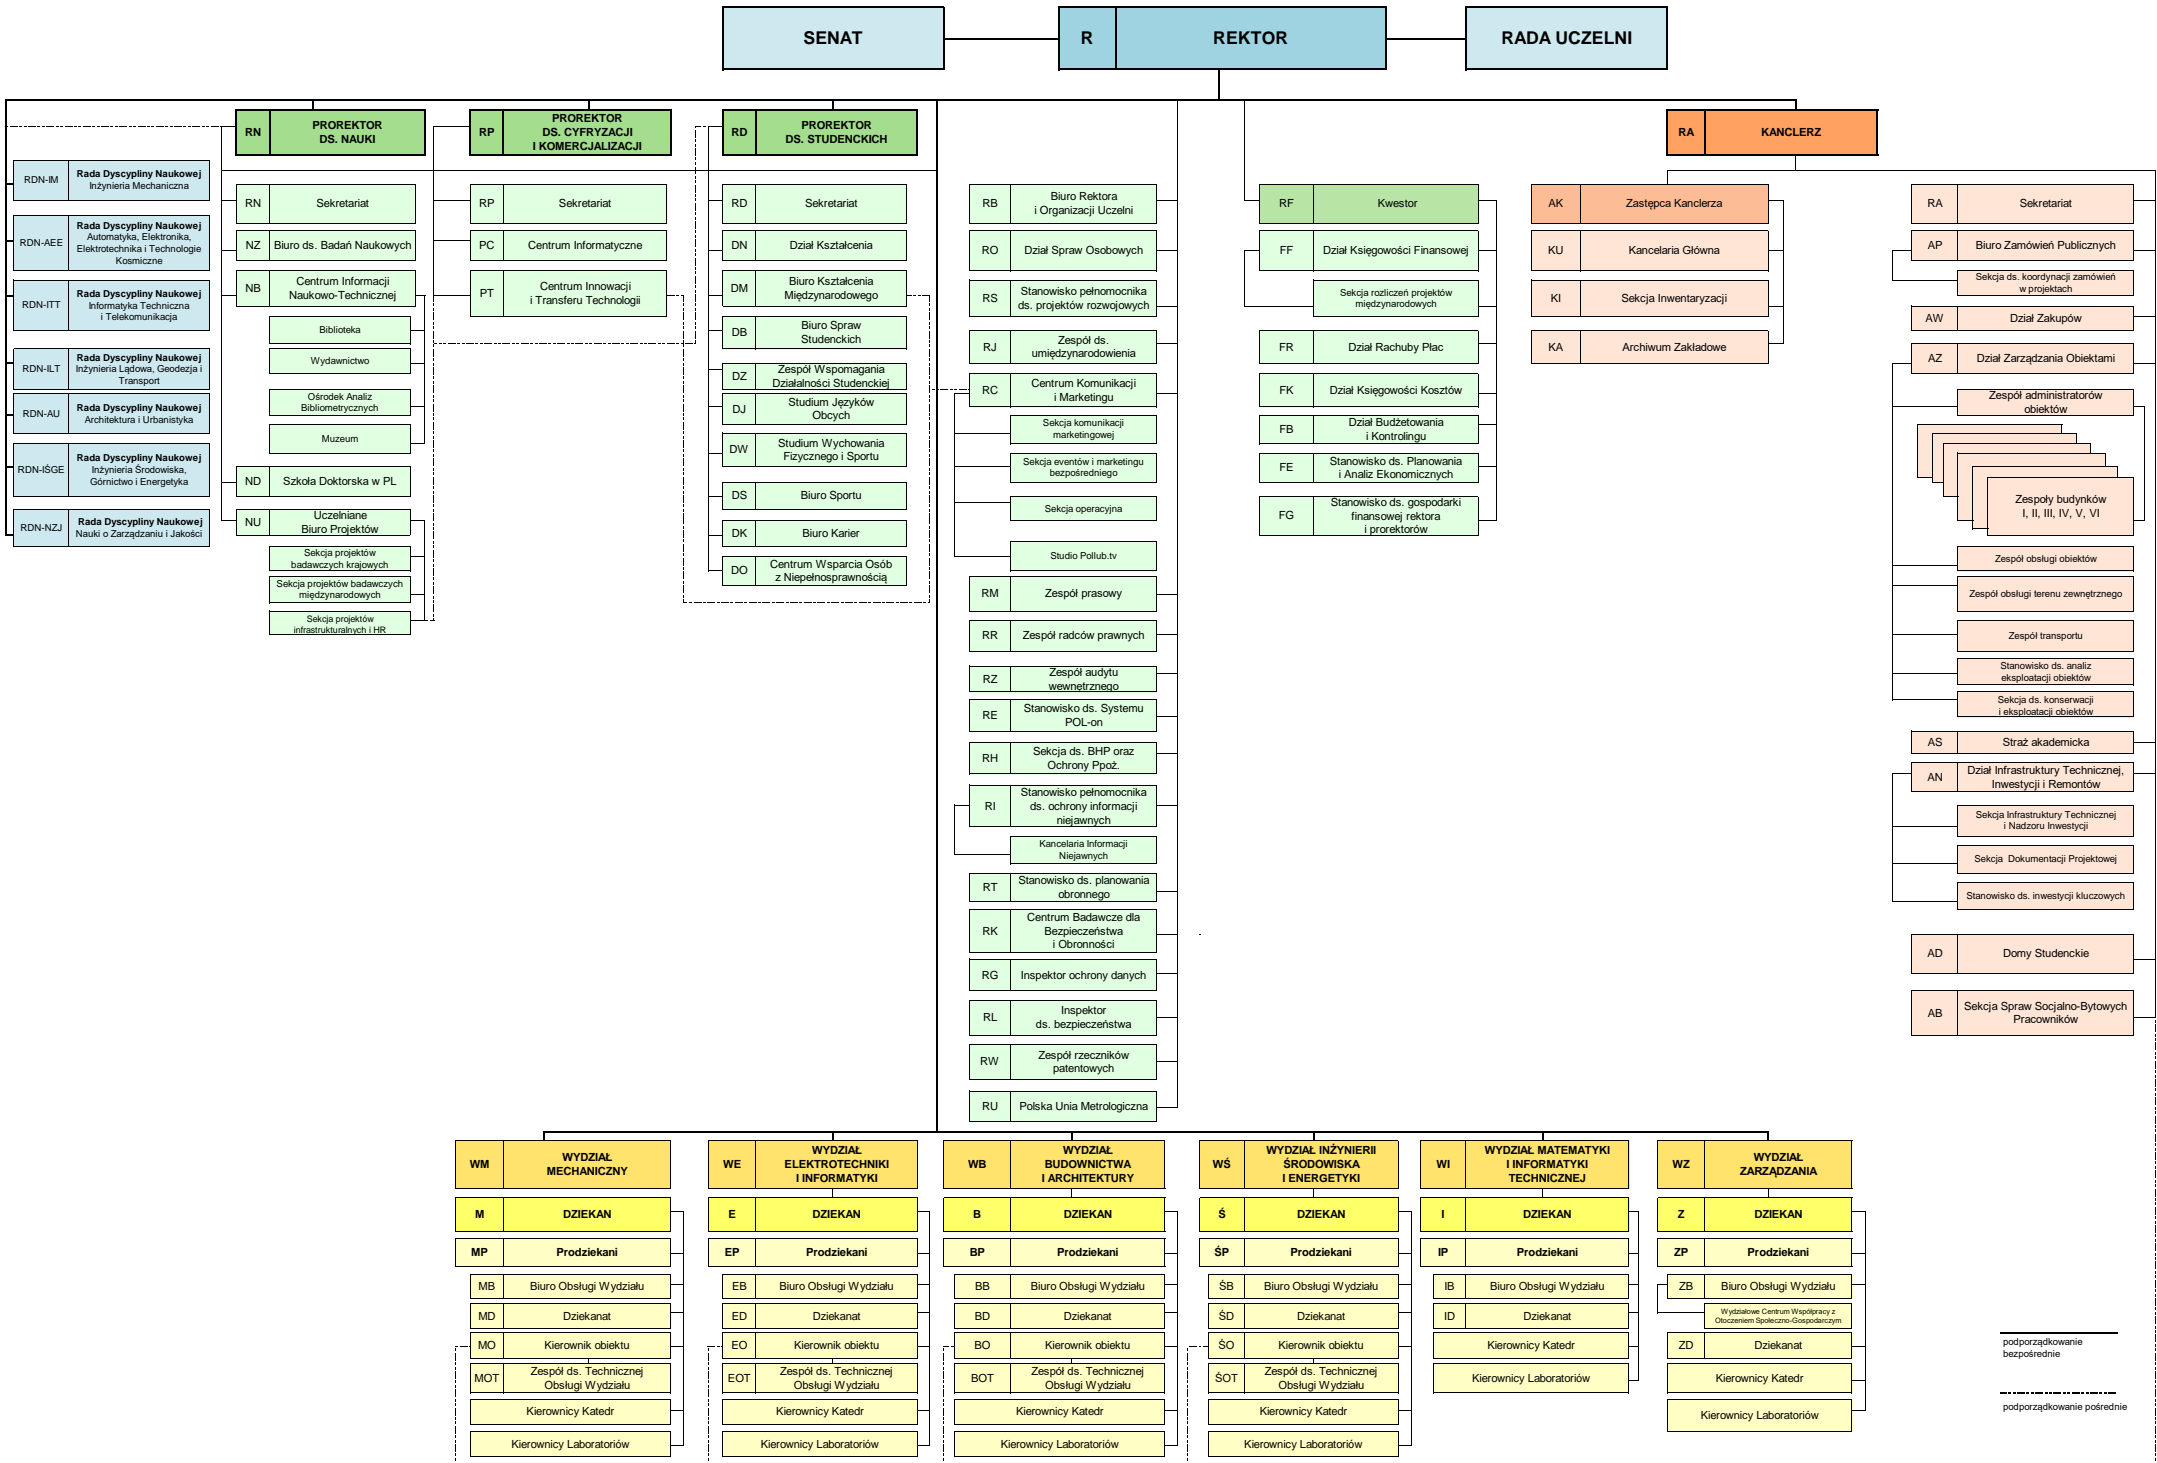 SENAT
R
REKTOR
RADA UCZELNI
RN
PROREKTOR
DS. NAUKI
RP
PROREKTOR
DS. CYFRYZACJI
I KOMERCJALIZACJI
RD
PROREKTOR
DS. STUDENCKICH
RA
KANCLERZ
RDN-IM
Rada Dyscypliny Naukowej
Inżynieria Mechaniczna
RDN-AEE
Rada Dyscypliny Naukowej
Automatyka, Elektronika,
Elektrotechnika i Technologie
Kosmiczne
RDN-ITT
Rada Dyscypliny Naukowej
Informatyka Techniczna
i Telekomunikacja
RDN-ILT
Rada Dyscypliny Naukowej
Inżynieria Lądowa, Geodezja i
Transport
RDN-AU
Rada Dyscypliny Naukowej
Architektura i Urbanistyka
RDN-IŚGE
Rada Dyscypliny Naukowej
Inżynieria Środowiska,
Górnictwo i Energetyka
RDN-NZJ
Rada Dyscypliny Naukowej
Nauki o Zarządzaniu i Jakości
RN
Sekretariat
NZ
Biuro ds. Badań Naukowych
NB
Centrum Informacji
Naukowo-Technicznej
Biblioteka
Wydawnictwo
Ośrodek Analiz
Bibliometrycznych
Muzeum
ND
Szkoła Doktorska w PL
NU
Uczelniane
Biuro Projektów
Sekcja projektów
badawczych krajowych
Sekcja projektów badawczych
międzynarodowych
Sekcja projektów
infrastrukturalnych i HR
RP
Sekretariat
PC
Centrum Informatyczne
PT
Centrum Innowacji
i Transferu Technologii
RD
Sekretariat
DN
Dział Kształcenia
DM
Biuro Kształcenia
Międzynarodowego
DB
Biuro Spraw
Studenckich
DZ
Zespół Wspomagania
Działalności Studenckiej
DJ
Studium Języków
Obcych
DW
Studium Wychowania
Fizycznego i Sportu
DS
Biuro Sportu
DK
Biuro Karier
DO
Centrum Wsparcia Osób
z Niepełnosprawnością
RB
Biuro Rektora
i Organizacji Uczelni
RO
Dział Spraw Osobowych
RS
Stanowisko pełnomocnika
ds. projektów rozwojowych
RJ
Zespół ds.
umiędzynarodowienia
RC
Centrum Komunikacji
i Marketingu
Sekcja komunikacji
marketingowej
Sekcja eventów i marketingu
bezpośredniego
Sekcja operacyjna
Studio Pollub.tv
RM
Zespół prasowy
RR
Zespół radców prawnych
RZ
Zespół audytu
wewnętrznego
RE
Stanowisko ds. Systemu
POL-on
RH
Sekcja ds. BHP oraz
Ochrony Ppoż.
RI
Stanowisko pełnomocnika
ds. ochrony informacji
niejawnych
Kancelaria Informacji
Niejawnych
RT
Stanowisko ds. planowania
obronnego
RK
Centrum Badawcze dla
Bezpieczeństwa
i Obronności
RG
Inspektor ochrony danych
RL
Inspektor
ds. bezpieczeństwa
RW
Zespół rzeczników
patentowych
RU
Polska Unia Metrologiczna
RF
Kwestor
FF
Dział Księgowości Finansowej
Sekcja rozliczeń projektów
międzynarodowych
FR
Dział Rachuby Płac
FK
Dział Księgowości Kosztów
FB
Dział Budżetowania
i Kontrolingu
FE
Stanowisko ds. Planowania
i Analiz Ekonomicznych
FG
Stanowisko ds. gospodarki
finansowej rektora
i prorektorów
AK
Zastępca Kanclerza
KU
Kancelaria Główna
KI
Sekcja Inwentaryzacji
KA
Archiwum Zakładowe
RA
Sekretariat
AP
Biuro Zamówień Publicznych
Sekcja ds. koordynacji zamówień
w projektach
AW
Dział Zakupów
AZ
Dział Zarządzania Obiektami
Zespół administratorów
obiektów
Zespoły budynków
I, II, III, IV, V, VI
Zespół obsługi obiektów
Zespół obsługi terenu zewnętrznego
Zespół transportu
Stanowisko ds. analiz
eksploatacji obiektów
Sekcja ds. konserwacji
i eksploatacji obiektów
AS
Straż akademicka
AN
Dział Infrastruktury Technicznej,
Inwestycji i Remontów
Sekcja Infrastruktury Technicznej
i Nadzoru Inwestycji
Sekcja Dokumentacji Projektowej
Stanowisko ds. inwestycji kluczowych
AD
Domy Studenckie
AB
Sekcja Spraw Socjalno-Bytowych
Pracowników
WM
WYDZIAŁ
MECHANICZNY
M
DZIEKAN
MP
Prodziekani
MB
Biuro Obsługi Wydziału
MD
Dziekanat
MO
Kierownik obiektu
MOT
Zespół ds. Technicznej
Obsługi Wydziału
Kierownicy Katedr
Kierownicy Laboratoriów
WE
WYDZIAŁ
ELEKTROTECHNIKI
I INFORMATYKI
E
DZIEKAN
EP
Prodziekani
EB
Biuro Obsługi Wydziału
ED
Dziekanat
EO
Kierownik obiektu
EOT
Zespół ds. Technicznej
Obsługi Wydziału
Kierownicy Katedr
Kierownicy Laboratoriów
WB
WYDZIAŁ
BUDOWNICTWA
I ARCHITEKTURY
B
DZIEKAN
BP
Prodziekani
BB
Biuro Obsługi Wydziału
BD
Dziekanat
BO
Kierownik obiektu
BOT
Zespół ds. Technicznej
Obsługi Wydziału
Kierownicy Katedr
Kierownicy Laboratoriów
WŚ
WYDZIAŁ INŻYNIERII
ŚRODOWISKA
I ENERGETYKI
Ś
DZIEKAN
ŚP
Prodziekani
ŚB
Biuro Obsługi Wydziału
ŚD
Dziekanat
ŚO
Kierownik obiektu
ŚOT
Zespół ds. Technicznej
Obsługi Wydziału
Kierownicy Katedr
Kierownicy Laboratoriów
WI
WYDZIAŁ MATEMATYKI
I INFORMATYKI
TECHNICZNEJ
I
DZIEKAN
IP
Prodziekani
IB
Biuro Obsługi Wydziału
ID
Dziekanat
Kierownicy Katedr
Kierownicy Laboratoriów
WZ
WYDZIAŁ
ZARZĄDZANIA
Z
DZIEKAN
ZP
Prodziekani
ZB
Biuro Obsługi Wydziału
Wydziałowe Centrum Współpracy z
Otoczeniem Społeczno-Gospodarczym
ZD
Dziekanat
Kierownicy Katedr
Kierownicy Laboratoriów
podporządkowanie
bezpośrednie
podporządkowanie pośrednie